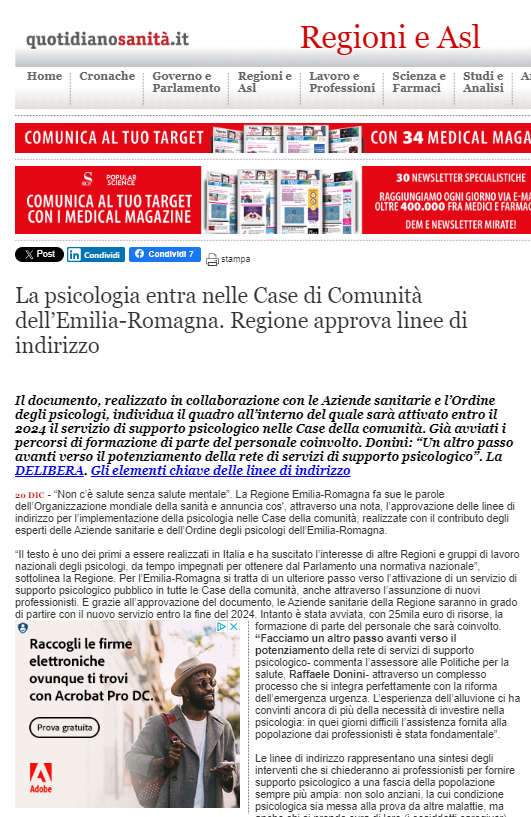 quotidianosanità.it
Regioni e Asl
Home
Cronache
Governo e
Parlamento
Regioni e
Asl
Lavoro e
Professioni
Scienza e
Farmaci
Studi e
Analisi
COMUNICA AL TUO TARGET
CON 34 MEDICAL MAGA
POPULAR
SCIENCE
COMUNICA AL TUO TARGET
CON I MEDICAL MAGAZINE
30 NEWSLETTER SPECIALISTICHE
RAGGIUNGIAMO OGNI GIORNO VIA E-MA
OLTRE 400.000 FRA MEDICI E FARMAC
DEM E NEWSLETTER MIRATE!
X Post
in Condividi
Condividi 7
stampa
La psicologia entra nelle Case di Comunità
dell’Emilia-Romagna. Regione approva linee di
indirizzo
Il documento, realizzato in collaborazione con le Aziende sanitarie e l’Ordine
degli psicologi, individua il quadro all’interno del quale sarà attivato entro il
2024 il servizio di supporto psicologico nelle Case della comunità. Già avviati i
percorsi di formazione di parte del personale coinvolto. Donini: “Un altro passo
avanti verso il potenziamento della rete di servizi di supporto psicologico”. La
DELIBERA. Gli elementi chiave delle linee di indirizzo
20 DIC - “Non c’è salute senza salute mentale”. La Regione Emilia-Romagna fa sue le parole
dell’Organizzazione mondiale della sanità e annuncia cos', attraverso una nota, l’approvazione delle linee di
indirizzo per l’implementazione della psicologia nelle Case della comunità, realizzate con il contributo degli
esperti delle Aziende sanitarie e dell’Ordine degli psicologi dell’Emilia-Romagna.
“Il testo è uno dei primi a essere realizzati in Italia e ha suscitato l’interesse di altre Regioni e gruppi di lavoro
nazionali degli psicologi, da tempo impegnati per ottenere dal Parlamento una normativa nazionale”,
sottolinea la Regione. Per l’Emilia-Romagna si tratta di un ulteriore passo verso l’attivazione di un servizio di
supporto psicologico pubblico in tutte le Case della comunità, anche attraverso l’assunzione di nuovi
professionisti. E grazie all’approvazione del documento, le Aziende sanitarie della Regione saranno in grado
di partire con il nuovo servizio entro la fine del 2024. Intanto è stata avviata, con 25mila euro di risorse, la
formazione di parte del personale che sarà coinvolto.
“Facciamo un altro passo avanti verso il
potenziamento della rete di servizi di supporto
psicologico- commenta l’assessore alle Politiche per la
salute, Raffaele Donini- attraverso un complesso
processo che si integra perfettamente con la riforma
dell’emergenza urgenza. L’esperienza dell’alluvione ci ha
convinti ancora di più della necessità di investire nella
psicologia: in quei giorni difficili l’assistenza fornita alla
popolazione dai professionisti è stata fondamentale”.
Raccogli le firme
elettroniche
ovunque ti trovi
con Acrobat Pro DC.
Prova gratuita
Adobe
Le linee di indirizzo rappresentano una sintesi degli
interventi che si chiederanno ai professionisti per fornire
supporto psicologico a una fascia della popolazione
sempre più ampia: non solo anziani, la cui condizione
psicologica sia messa alla prova da altre malattie, ma